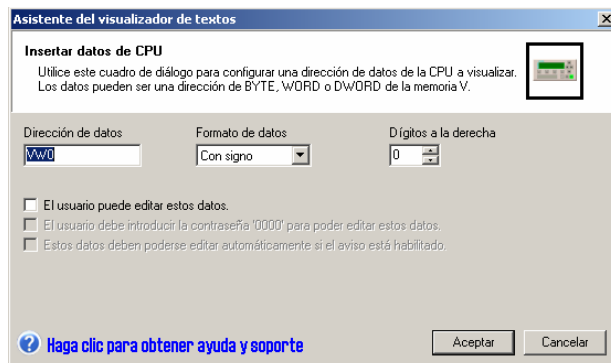 Asistente del visualizador de textos
Insertar datos de CPU
Utilice este cuadro de diálogo para configurar una dirección de datos de la CPU a visualizar.
Los datos pueden ser una dirección de BYTE, WORD o DWORD de la memoria V.
Dirección de datos Formato de datos Dígitos a la derecha
VW0 Con signo 0
El usuario puede editar estos datos.
El usuario debe introducir la contraseña '0000' para poder editar estos datos.
Estos datos deben poderse editar automáticamente si el aviso está habilitado.
Haga clic para obtener ayuda y soporte Aceptar Cancelar